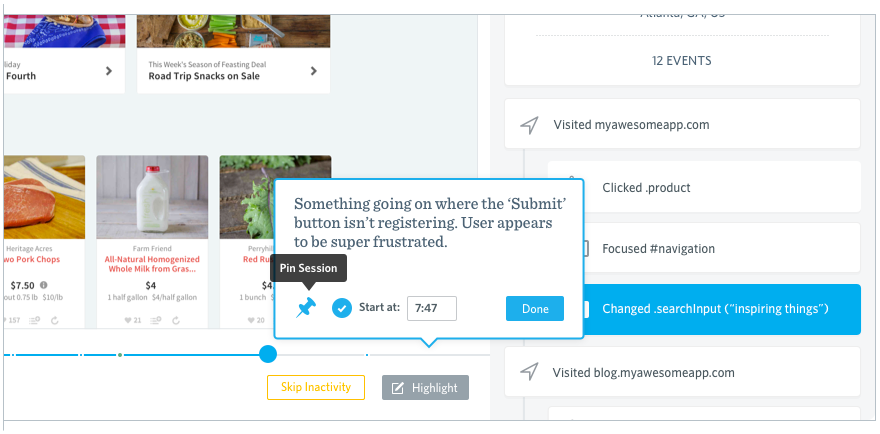 liday
Fourth
This Week's Season of Feasting Deal
Road Trip Snacks on Sale
Heritage Acres
wo Pork Chops
$7.50
out 0.75 lb $10/lb
157
Farm Friend
All-Natural Homogenized
Whole Milk from Gras...
$4
1 half gallon $4/half gallon
21
Perryhil
Red Ru
$4
1 bunch $
20
Something going on where the ‘Submit’
button isn’t registering. User appears
to be super frustrated.
Pin Session
Start at: 7:47
Done
Skip Inactivity
Highlight
Atlanta, GA, US
12 EVENTS
Visited myawesomeapp.com
Clicked .product
Focused #navigation
Changed .searchInput (“inspiring things”)
Visited blog.myawesomeapp.com